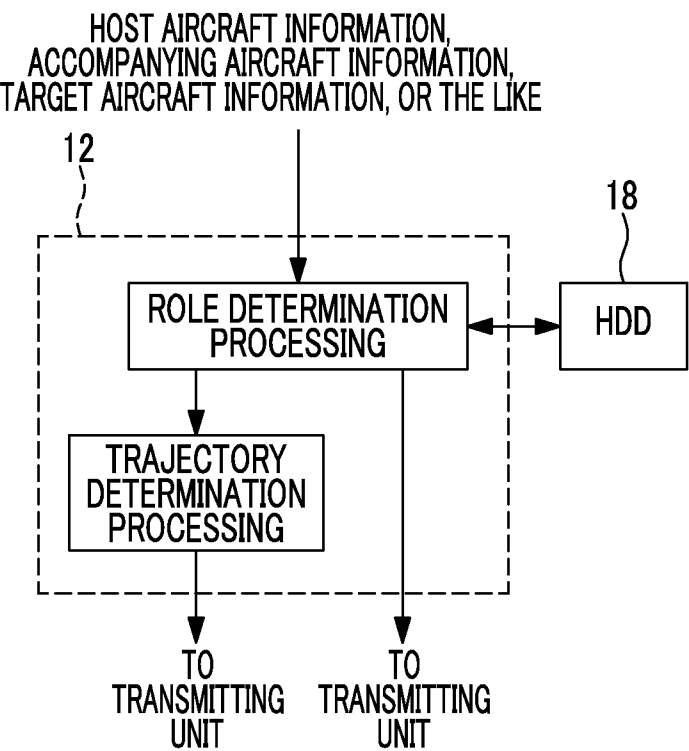 HOST AIRCRAFT INFORMATION,
ACCOMPANYING AIRCRAFT INFORMATION,
TARGET AIRCRAFT INFORMATION, OR THE LIKE
12
18
ROLE DETERMINATION
PROCESSING
HDD
TRAJECTORY
DETERMINATION
PROCESSING
TO
TRANSMITTING
UNIT
TO
TRANSMITTING
UNIT